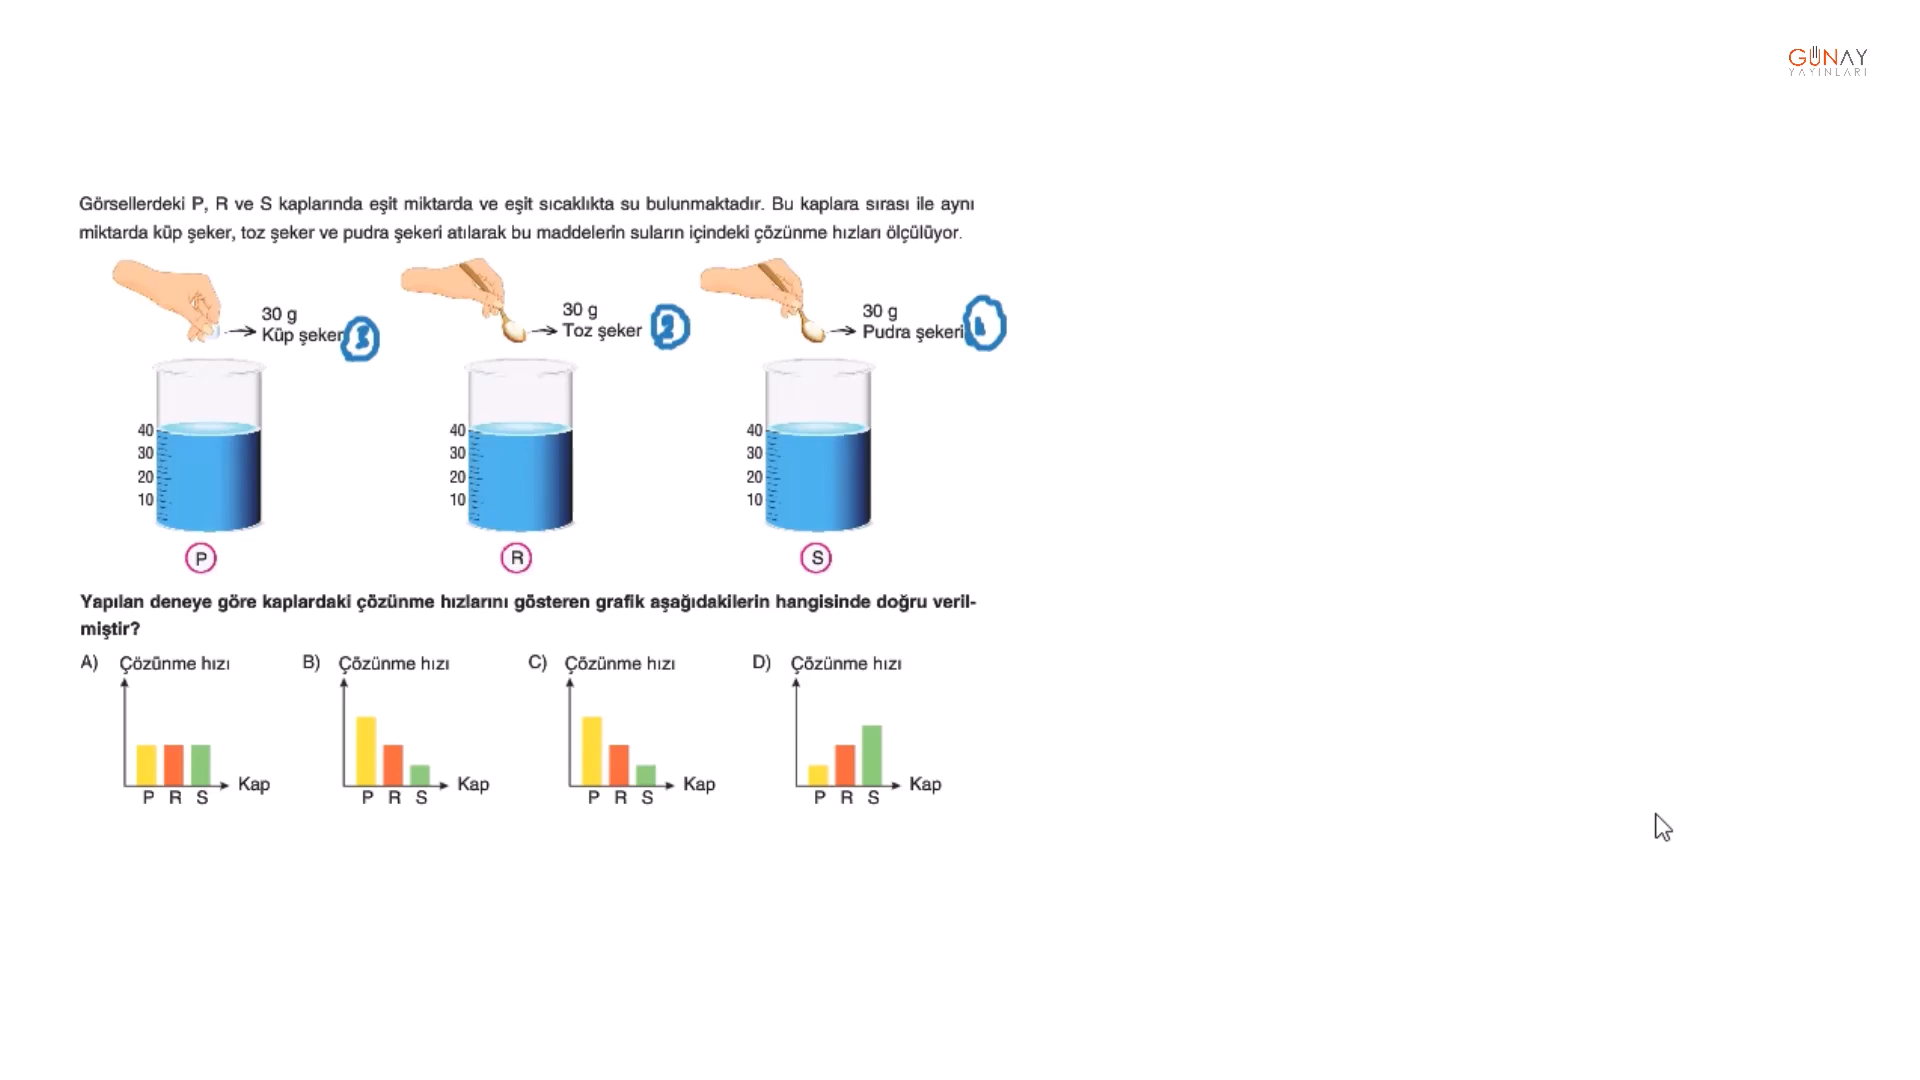 GÜNAY
YAYINLARI
Görsellerdeki P, R ve S kaplarında eşit miktarda ve eşit sıcaklıkta su bulunmaktadır. Bu kaplara sırası ile aynı
miktarda küp şeker, toz şeker ve pudra şekeri atılarak bu maddelerin suların içindeki çözünme hızları ölçülüyor.
30 g
Küp şeker 3
30 g
Toz şeker 2
30 g
Pudra şekeri 1
40
30
20
10
40
30
20
10
40
30
20
10
P
R
S
Yapılan deneye göre kaplardaki çözünme hızlarını gösteren grafik aşağıdakilerin hangisinde doğru veril-
miştir?
A) Çözünme hızı
Kap
P R S
B) Çözünme hızı
Kap
P R S
C) Çözünme hızı
Kap
P R S
D) Çözünme hızı
Kap
P R S